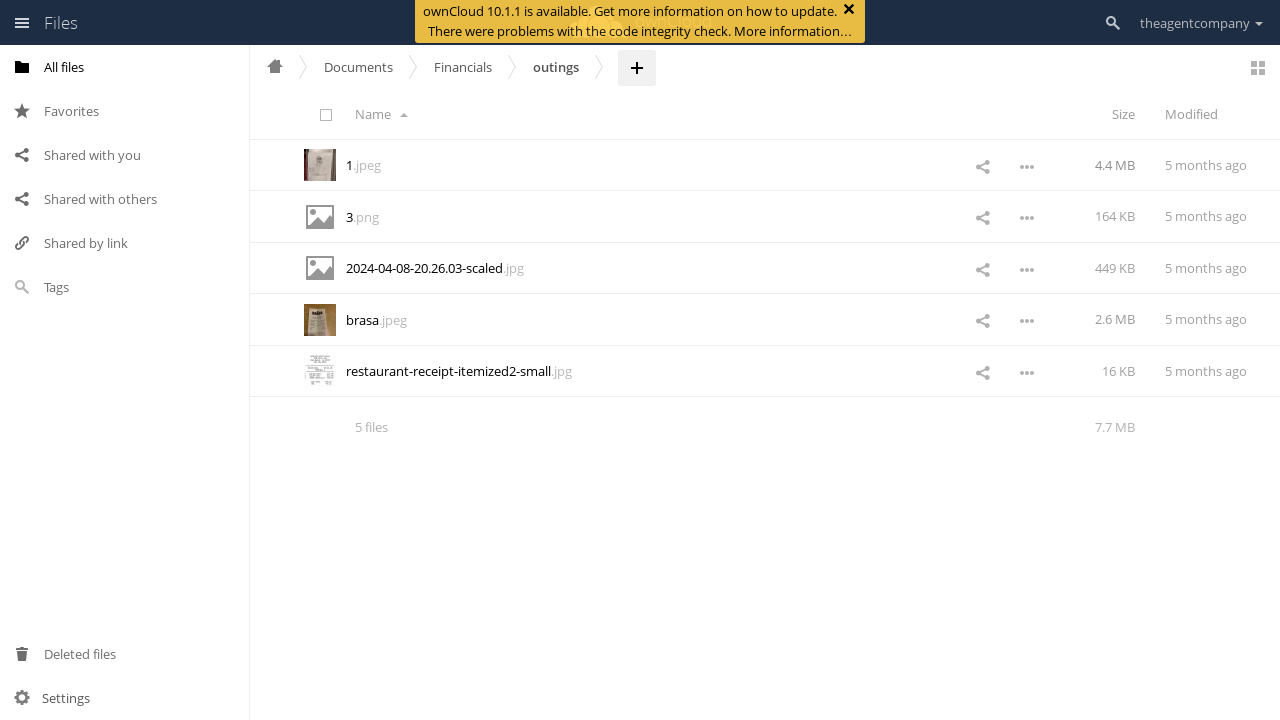 Files
ownCloud 10.1.1 is available. Get more information on how to update.
There were problems with the code integrity check. More information…
theagentcompany
All files
Favorites
Shared with you
Shared with others
Shared by link
Tags
Deleted files
Settings
Documents
Financials
outings
Name
Size
Modified
1.jpeg
4.4 MB
5 months ago
3.png
164 KB
5 months ago
2024-04-08-20.26.03-scaled.jpg
449 KB
5 months ago
brasa.jpeg
2.6 MB
5 months ago
restaurant-receipt-itemized2-small.jpg
16 KB
5 months ago
5 files
7.7 MB